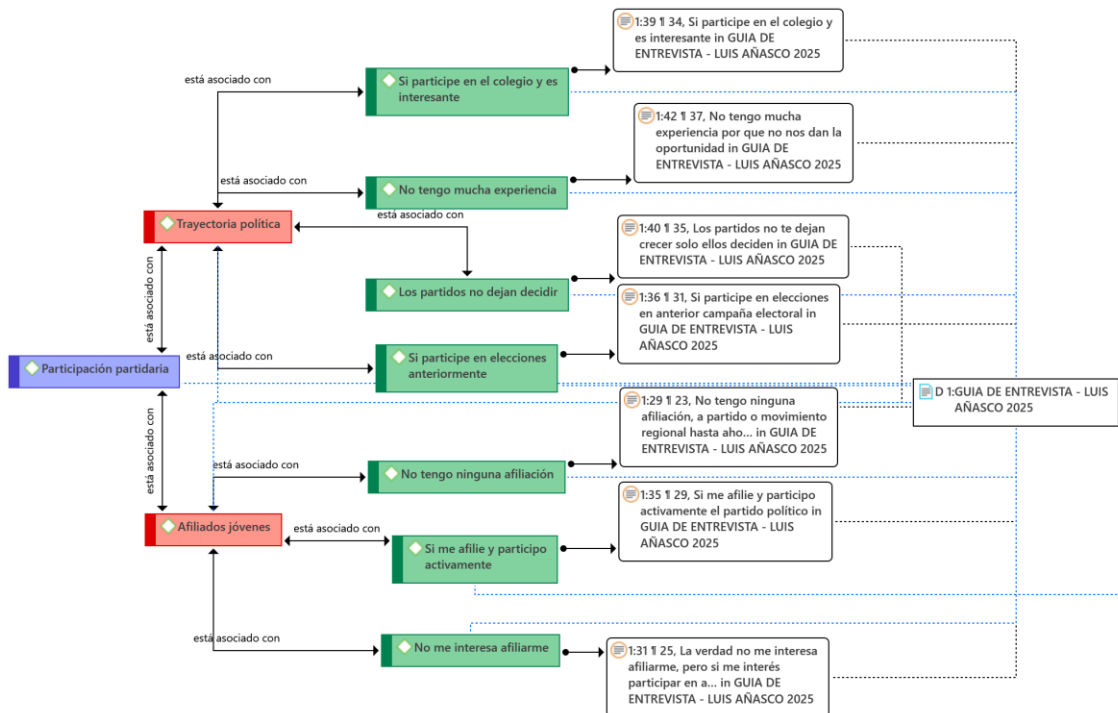 1:39 ¶ 34, Si participe en el colegio y
es interesante in GUIA DE
ENTREVISTA - LUIS AÑASCO 2025
está asociado con
Si participe en el colegio y es
interesante
1:42 ¶ 37, No tengo mucha
experiencia por que no nos dan la
oportunidad in GUIA DE
ENTREVISTA - LUIS AÑASCO 2025
está asociado con
No tengo mucha experiencia
está asociado con
Trayectoria política
1:40 ¶ 35, Los partidos no te dejan
crecer solo ellos deciden in GUIA DE
ENTREVISTA - LUIS AÑASCO 2025
Los partidos no dejan decidir
está asociado con
1:36 ¶ 31, Si participe en elecciones
en anterior campaña electoral in
GUIA DE ENTREVISTA - LUIS
AÑASCO 2025
está asociado con
Si participe en elecciones
anteriormente
Participación partidaria
D 1:GUIA DE ENTREVISTA - LUIS
AÑASCO 2025
1:29 ¶ 23, No tengo ninguna
afiliación, a partido o movimiento
regional hasta aho... in GUIA DE
ENTREVISTA - LUIS AÑASCO 2025
está asociado con
está asociado con
No tengo ninguna afiliación
1:35 ¶ 29, Si me afilie y participo
activamente el partido político in
GUIA DE ENTREVISTA - LUIS
AÑASCO 2025
Afiliados jóvenes
está asociado con
Si me afilie y participo
activamente
está asociado con
No me interesa afiliarme
1:31 ¶ 25, La verdad no me interesa
afiliarme, pero si me interés
participar en a... in GUIA DE
ENTREVISTA - LUIS AÑASCO 2025